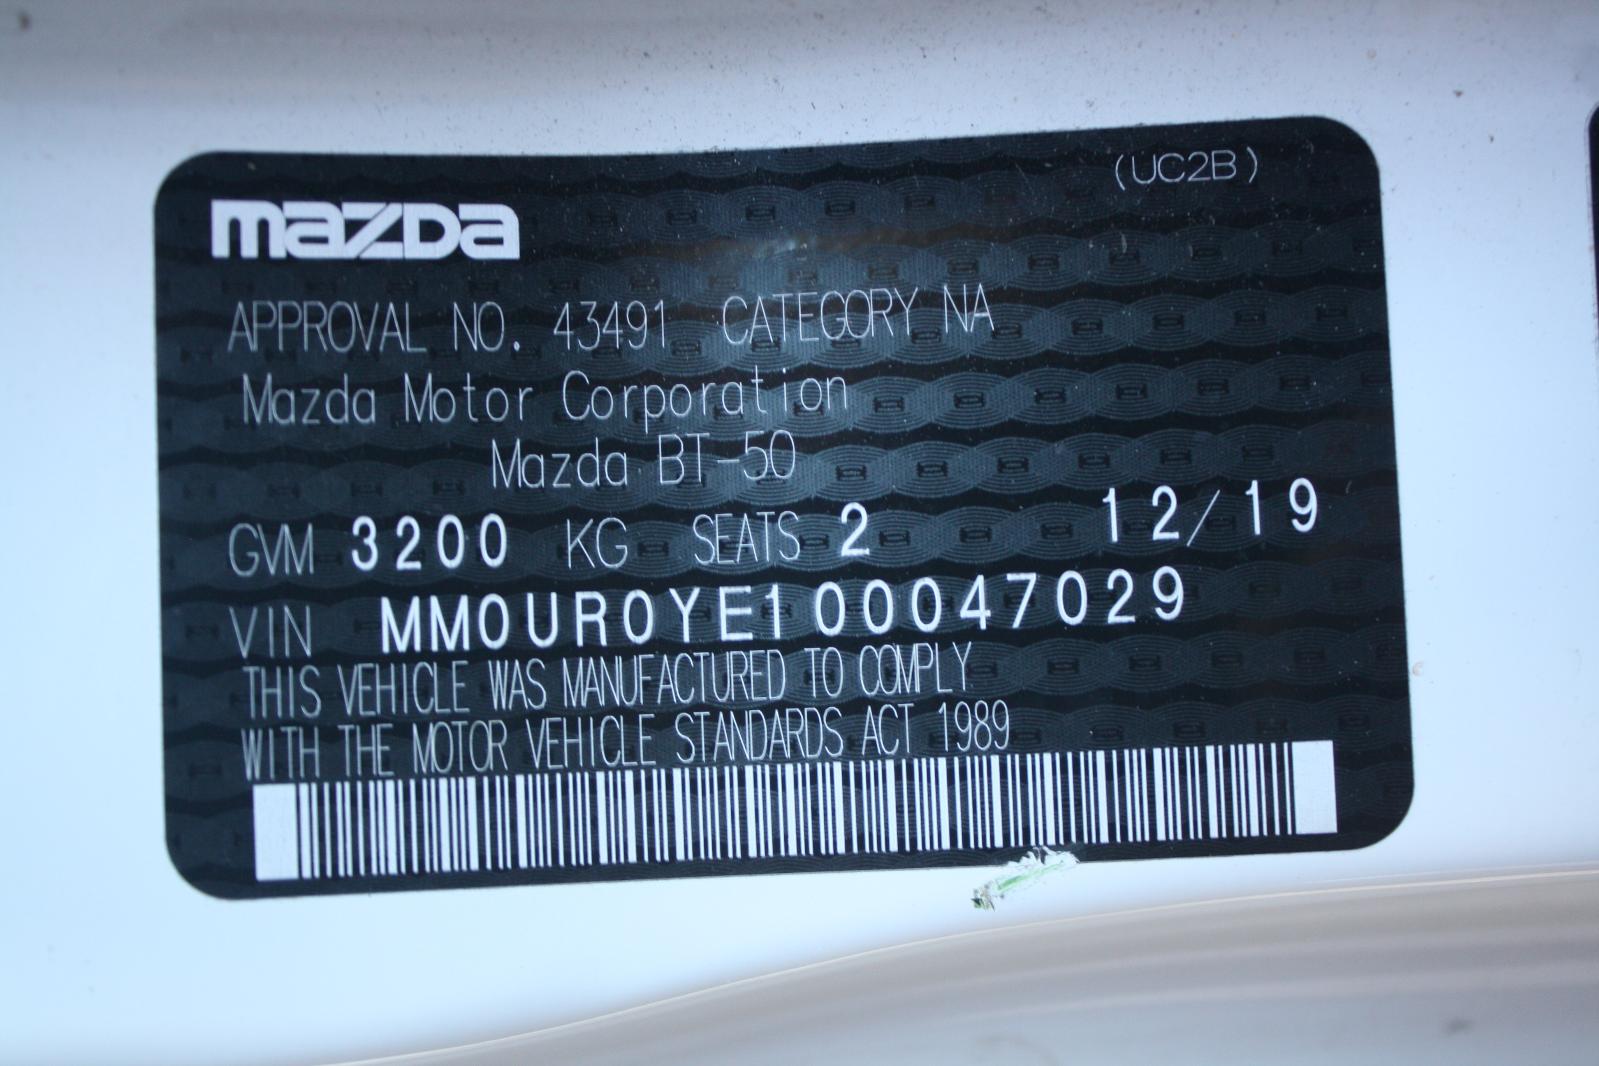 (UC2B)
mazda
APPROVAL NO. 43491 CATEGORY NA
Mazda Motor Corporation
Mazda BT-50
GVM 3200 KG SEATS 2 12/19
VIN MM0UR0YE100047029
THIS VEHICLE WAS MANUFACTURED TO COMPLY
WITH THE MOTOR VEHICLE STANDARDS ACT 1989